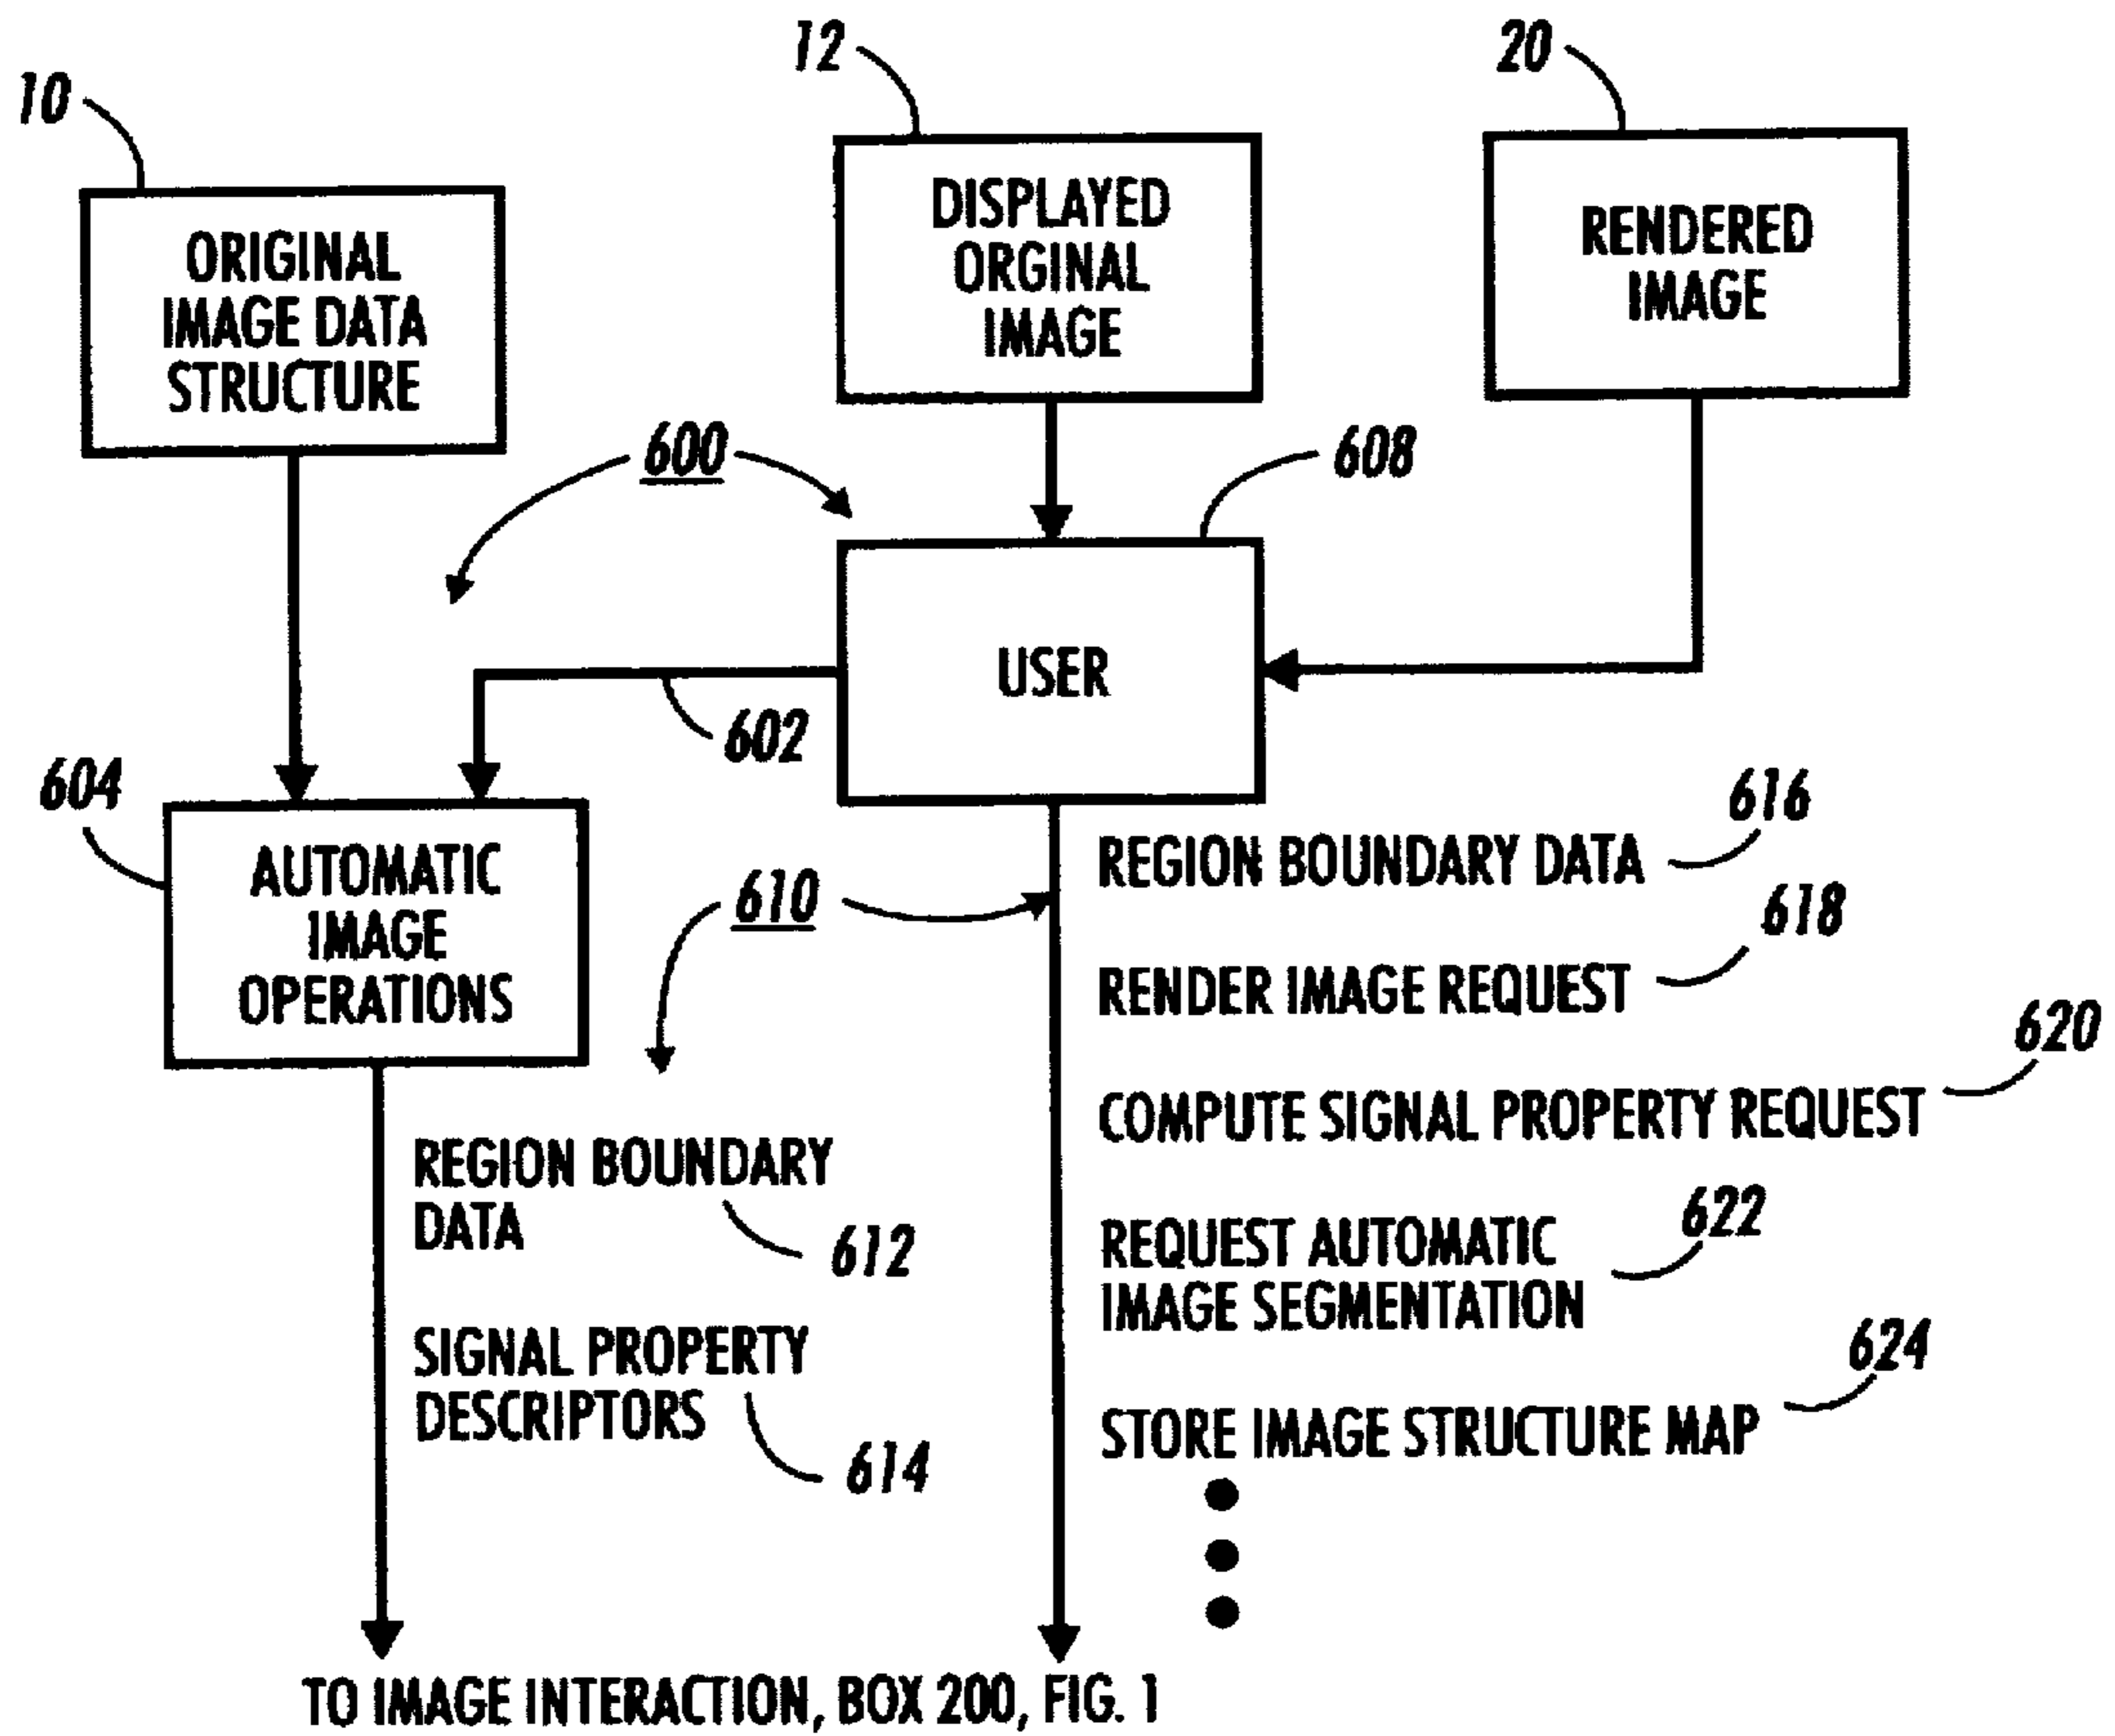 10
12
20
ORIGINAL
IMAGE DATA
STRUCTURE
DISPLAYED
ORGINAL
IMAGE
RENDERED
IMAGE
600
608
USER
602
604
AUTOMATIC
IMAGE
OPERATIONS
610
REGION BOUNDARY DATA
616
RENDER IMAGE REQUEST
618
COMPUTE SIGNAL PROPERTY REQUEST
620
REQUEST AUTOMATIC
IMAGE SEGMENTATION
622
STORE IMAGE STRUCTURE MAP
624
REGION BOUNDARY
DATA
612
SIGNAL PROPERTY
DESCRIPTORS
614
TO IMAGE INTERACTION, BOX 200, FIG. 1